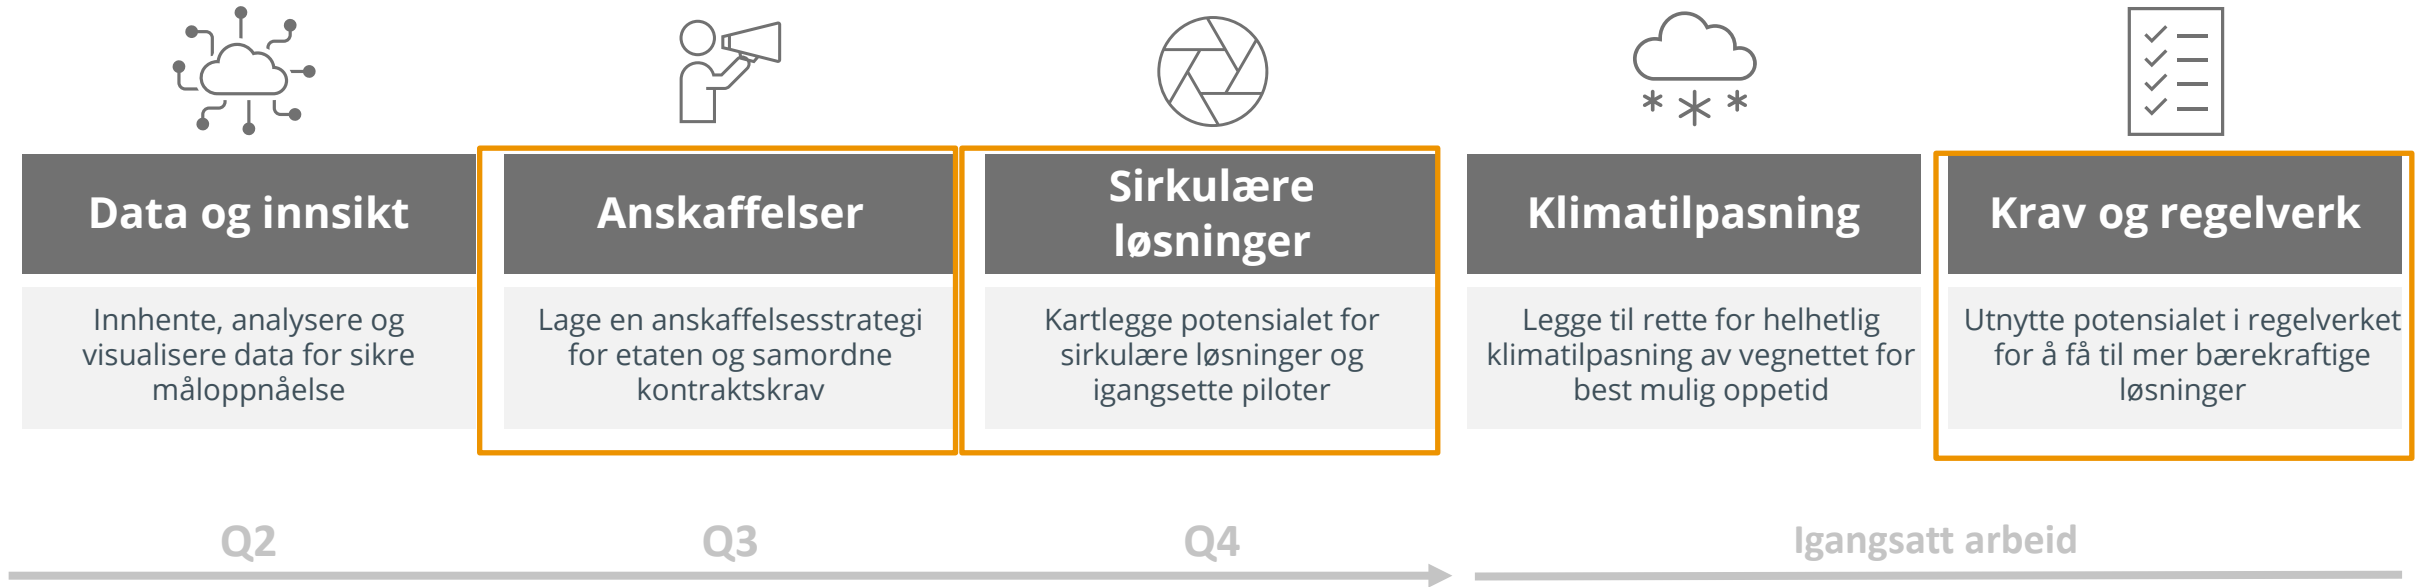 Data og innsikt
Innhente, analysere og
visualisere data for sikre
måloppnåelse
Anskaffelser
Lage en anskaffelsesstrategi
for etaten og samordne
kontraktskrav
Sirkulære
løsninger
Kartlegge potensialet for
sirkulære løsninger og
igangsette piloter
Klimatilpasning
Legge til rette for helhetlig
klimatilpasning av vegnettet for
best mulig oppetid
Krav og regelverk
Utnytte potensialet i regelverket
for å få til mer bærekraftige
løsninger
Q2
Q3
Q4
Igangsatt arbeid